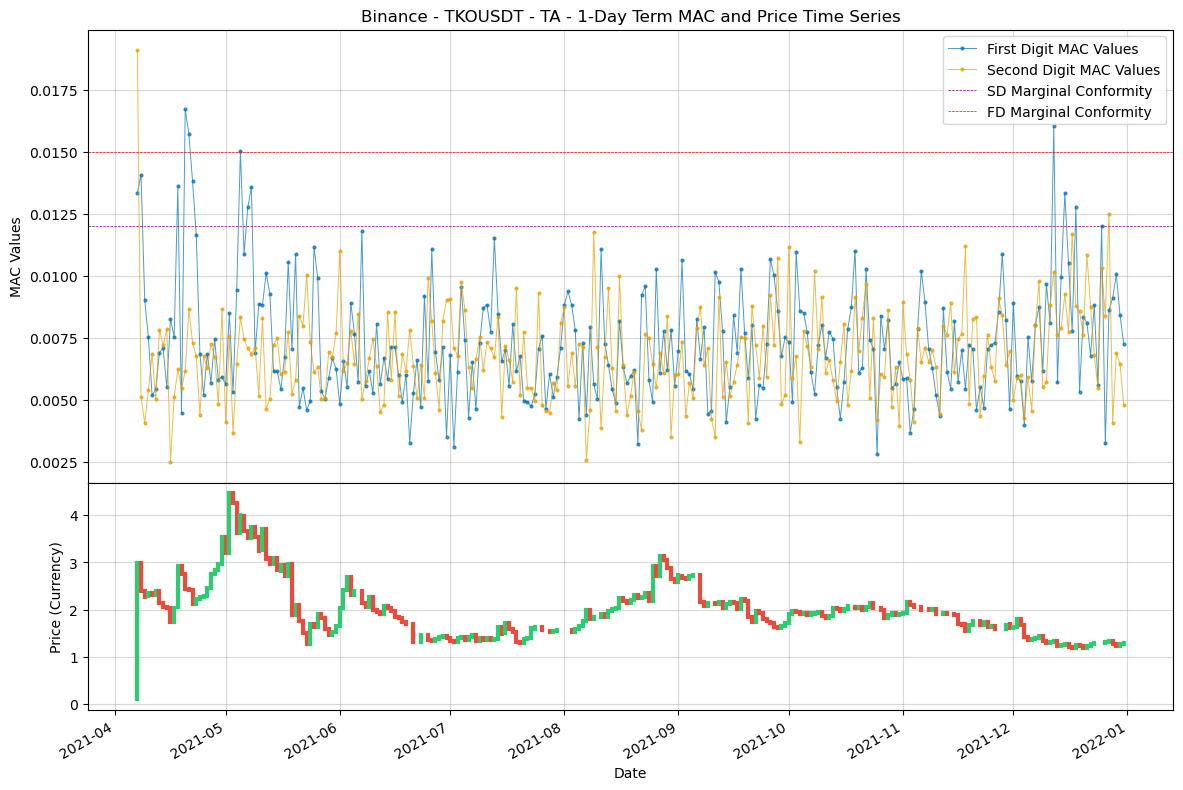 Binance - TKOUSDT - TA - 1-Day Term MAC and Price Time Series
First Digit MAC Values
Second Digit MAC Values
SD Marginal Conformity
FD Marginal Conformity
MAC Values
0.0175
0.0150
0.0125
0.0100
0.0075
0.0050
0.0025
Price (Currency)
4
3
2
1
0
2021-04
2021-05
2021-06
2021-07
2021-08
2021-09
2021-10
2021-11
2021-12
2022-01
Date